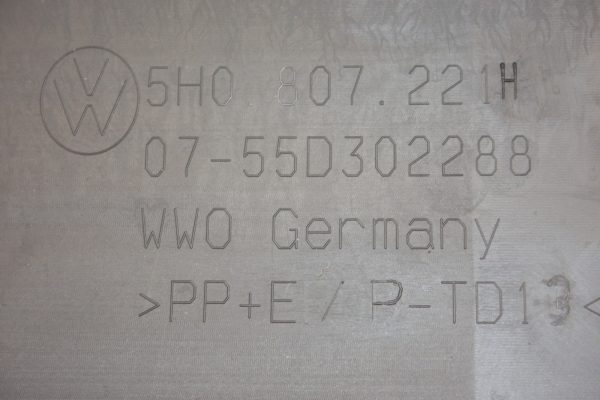 5H0.807.221H
07-55D302288
WWO Germany
>PP+E/P-TD13<